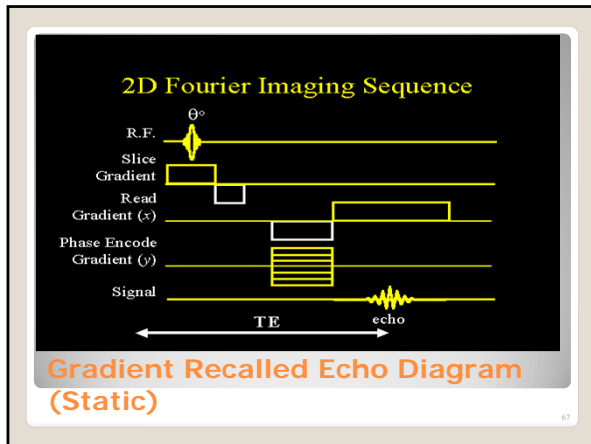 2D Fourier Imaging Sequence
θ°
R.F.
Slice
Gradient
Read
Gradient (x)
Phase Encode
Gradient (y)
Signal
TE
echo
Gradient Recalled Echo Diagram
(Static)
67